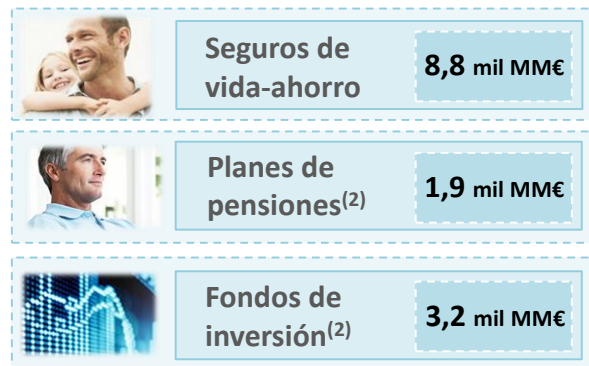 Seguros de
vida-ahorro
8,8 mil MM€
Planes de
pensiones(2)
1,9 mil MM€
Fondos de
inversión(2)
3,2 mil MM€